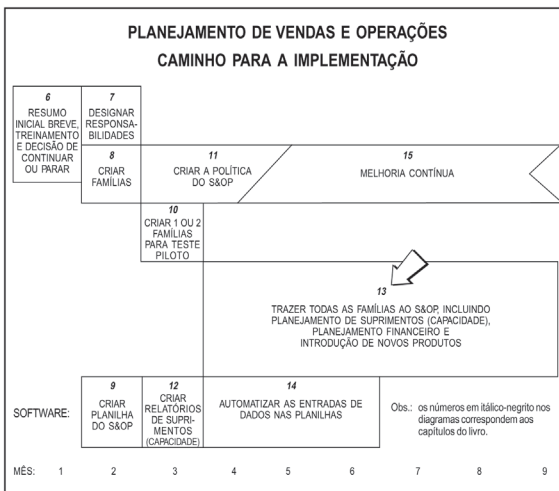 PLANEJAMENTO DE VENDAS E OPERAÇÕES
CAMINHO PARA A IMPLEMENTAÇÃO
6
RESUMO
INICIAL BREVE,
TREINAMENTO
E DECISÃO DE
CONTINUAR
OU PARAR
7
DESIGNAR
RESPONSA-
BILIDADES
8
CRIAR
FAMÍLIAS
11
CRIAR A POLÍTICA
DO S&OP
15
MELHORIA CONTÍNUA
10
CRIAR 1 OU 2
FAMÍLIAS
PARA TESTE
PILOTO
13
TRAZER TODAS AS FAMÍLIAS AO S&OP, INCLUINDO
PLANEJAMENTO DE SUPRIMENTOS (CAPACIDADE),
PLANEJAMENTO FINANCEIRO E
INTRODUÇÃO DE NOVOS PRODUTOS
SOFTWARE:
9
CRIAR
PLANILHA
DO S&OP
12
CRIAR
RELATÓRIOS
DE SUPRI-
MENTOS
(CAPACIDADE)
14
AUTOMATIZAR AS ENTRADAS DE
DADOS NAS PLANILHAS
Obs.: os números em itálico-negrito nos
diagramas correspondem aos
capítulos do livro.
MÊS: 1 2 3 4 5 6 7 8 9